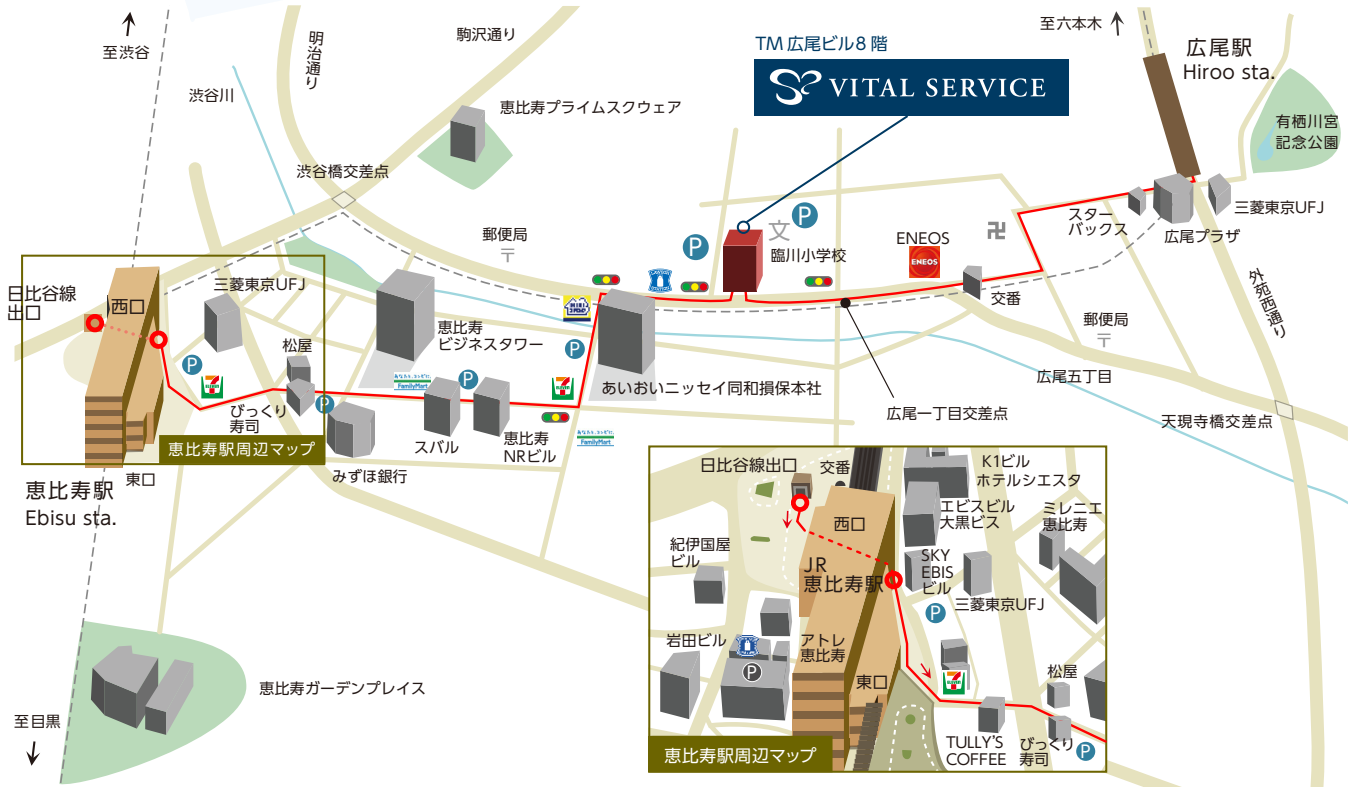 至渋谷
明治通り
駒沢通り
TM 広尾ビル8 階
VITAL SERVICE
至六本木
広尾駅
Hiroo sta.
渋谷川
恵比寿プライムスクウェア
有栖川宮
記念公園
渋谷橋交差点
郵便局
〒
P
P
文
臨川小学校
ENEOS
ENEOS
卍
スター
バックス
広尾プラザ
三菱東京UFJ
外苑西通り
日比谷線
出口
西口
三菱東京UFJ
恵比寿
ビジネスタワー
交番
郵便局
〒
松屋
P
P
P
P
7
ELEVEN
FamilyMart
7
ELEVEN
あいおいニッセイ同和損保本社
広尾一丁目交差点
広尾五丁目
天現寺橋交差点
びっくり
寿司
恵比寿駅周辺マップ
スバル
恵比寿
NRビル
FamilyMart
みずほ銀行
東口
恵比寿駅
Ebisu sta.
恵比寿ガーデンプレイス
至目黒
日比谷線出口
交番
K1ビル
ホテルシエスタ
エビスビル
大黒ビス
ミレニエ
恵比寿
西口
紀伊国屋
ビル
JR
恵比寿駅
SKY
EBIS
ビル
三菱東京UFJ
P
岩田ビル
P
アトレ
恵比寿
東口
7
ELEVEN
松屋
TULLY'S
COFFEE
びっくり
寿司
P
恵比寿駅周辺マップ